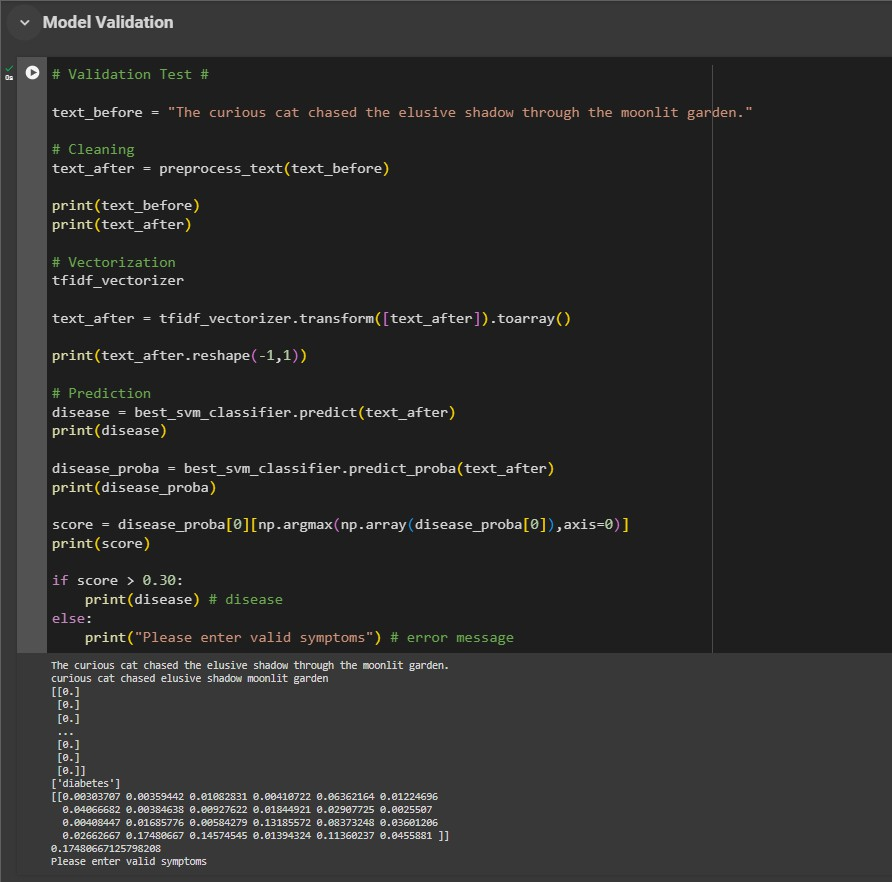 Model Validation
0s
# Validation Test #
text_before = "The curious cat chased the elusive shadow through the moonlit garden."
# Cleaning
text_after = preprocess_text(text_before)
print(text_before)
print(text_after)
# Vectorization
tfidf_vectorizer
text_after = tfidf_vectorizer.transform([text_after]).toarray()
print(text_after.reshape(-1,1))
# Prediction
disease = best_svm_classifier.predict(text_after)
print(disease)
disease_proba = best_svm_classifier.predict_proba(text_after)
print(disease_proba)
score = disease_proba[0][np.argmax(np.array(disease_proba[0]),axis=0)]
print(score)
if score > 0.30:
    print(disease) # disease
else:
    print("Please enter valid symptoms") # error message
The curious cat chased the elusive shadow through the moonlit garden.
curious cat chased elusive shadow moonlit garden
[[0.]
 [0.]
 [0.]
 ...
 [0.]
 [0.]
 [0.]]
['diabetes']
[[0.00303707 0.00359442 0.01082831 0.00410722 0.06362164 0.01224696
  0.04066682 0.00384638 0.00927622 0.01844921 0.02907725 0.0025507
  0.00408447 0.01685776 0.00584279 0.13185572 0.08373248 0.03601206
  0.02662667 0.17480667 0.14574545 0.01394324 0.11360237 0.0455881 ]]
0.17480667125798208
Please enter valid symptoms